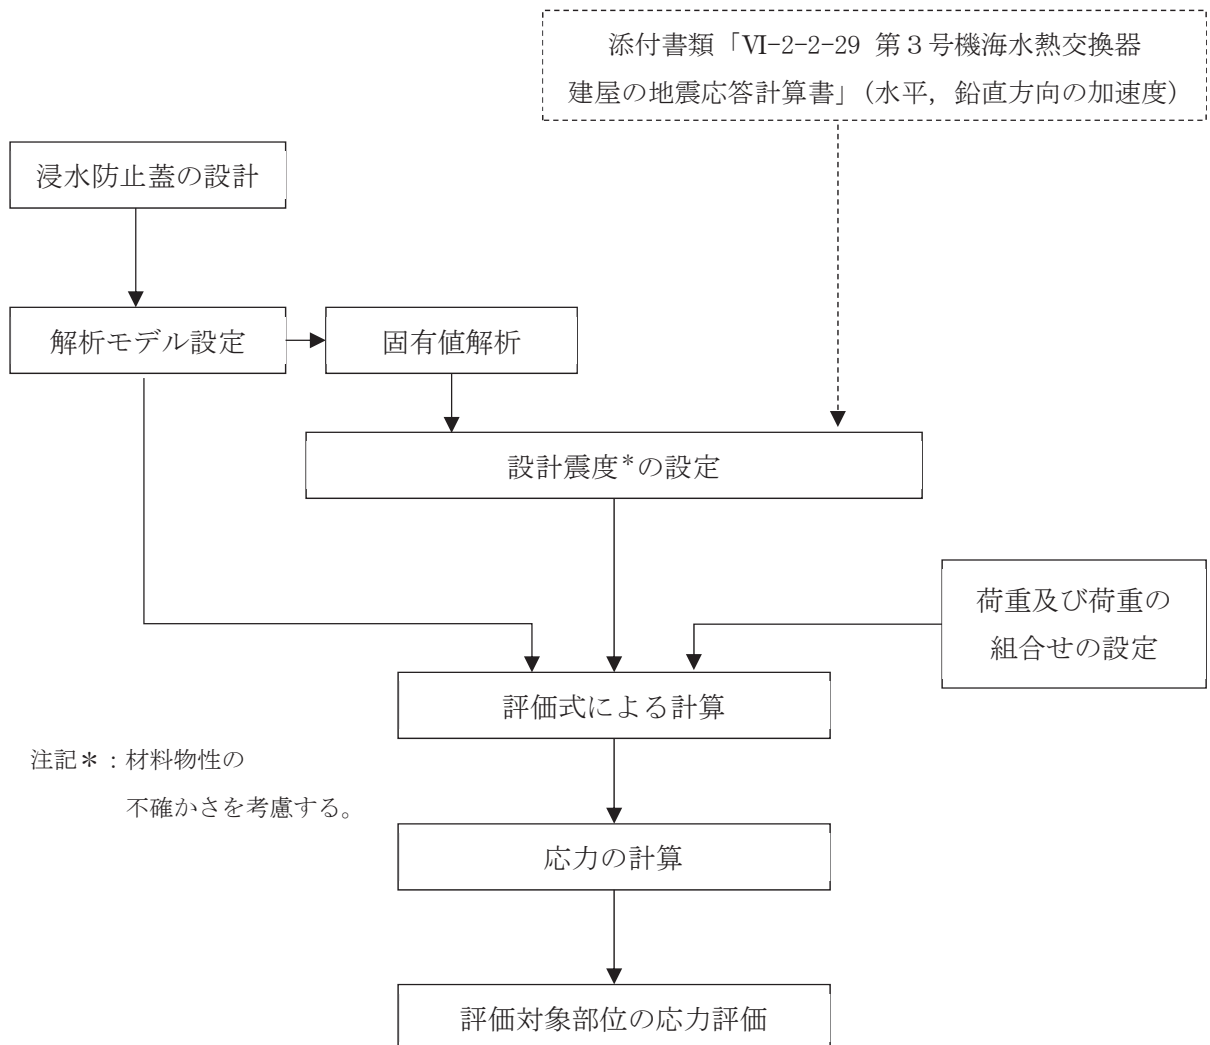 添付書類「Ⅵ-2-2-29 第3号機海水熱交換器
建屋の地震応答計算書」(水平,鉛直方向の加速度)
浸水防止蓋の設計
解析モデル設定
固有値解析
設計震度*の設定
荷重及び荷重の
組合せの設定
評価式による計算
注記*:材料物性の
不確かさを考慮する。
応力の計算
評価対象部位の応力評価